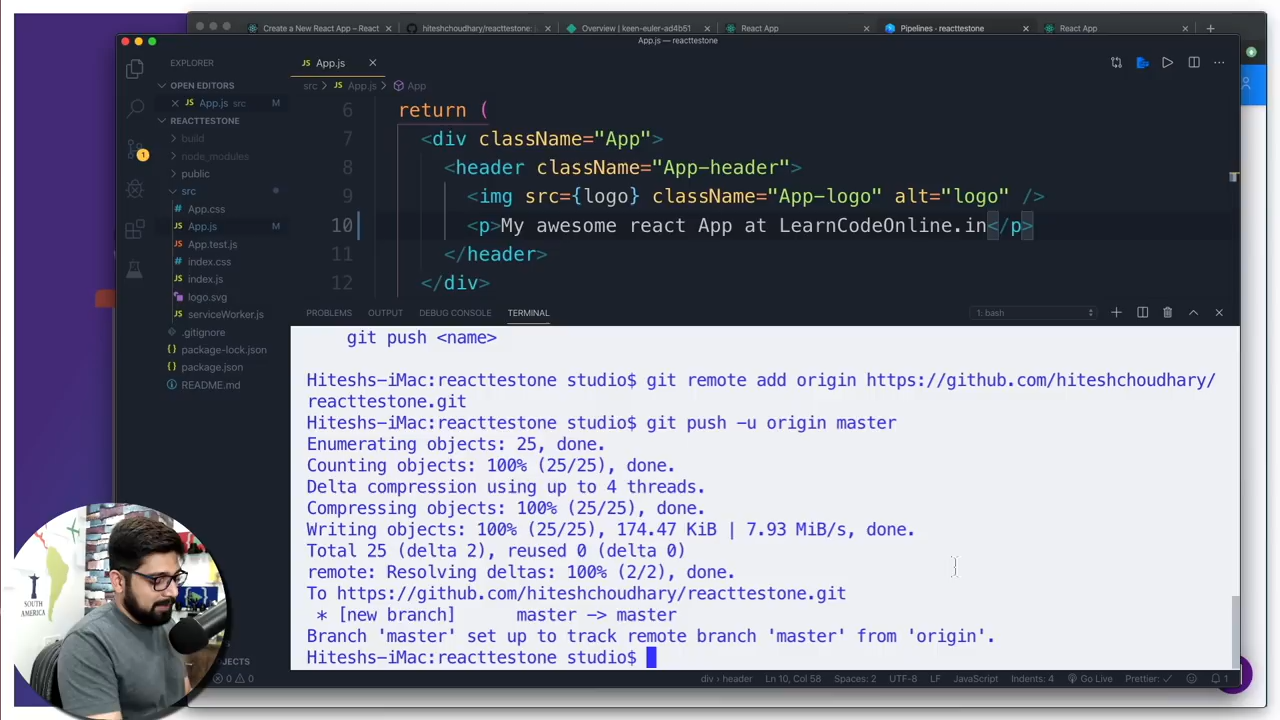 Create a New React App – React
hiteshchoudhary/reacttestone:
Overview | keen-euler-ad4b51
React App
Pipelines - reacttestone
React App
App.js — reacttestone
EXPLORER
App.js
OPEN EDITORS
src
App.js
App
App.js src M
REACTTESTONE
build
node_modules
public
src
App.css
App.js M
App.test.js
index.css
index.js
logo.svg
serviceWorker.js
.gitignore
package-lock.json
package.json
README.md
6 return (
7 <div className="App">
8 <header className="App-header">
9 <img src={logo} className="App-logo" alt="logo" />
10 <p>My awesome react App at LearnCodeOnline.in</p>
11 </header>
12 </div>
PROBLEMS OUTPUT DEBUG CONSOLE TERMINAL 1: bash
git push <name>
Hiteshs-iMac:reacttestone studio$ git remote add origin https://github.com/hiteshchoudhary/
reacttestone.git
Hiteshs-iMac:reacttestone studio$ git push -u origin master
Enumerating objects: 25, done.
Counting objects: 100% (25/25), done.
Delta compression using up to 4 threads.
Compressing objects: 100% (25/25), done.
Writing objects: 100% (25/25), 174.47 KiB | 7.93 MiB/s, done.
Total 25 (delta 2), reused 0 (delta 0)
remote: Resolving deltas: 100% (2/2), done.
To https://github.com/hiteshchoudhary/reacttestone.git
* [new branch] master -> master
Branch 'master' set up to track remote branch 'master' from 'origin'.
Hiteshs-iMac:reacttestone studio$
SOUTH
AMERICA
0 0 div › header Ln 10, Col 58 Spaces: 2 UTF-8 LF JavaScript Indents: 4 Go Live Prettier: ✓ 1